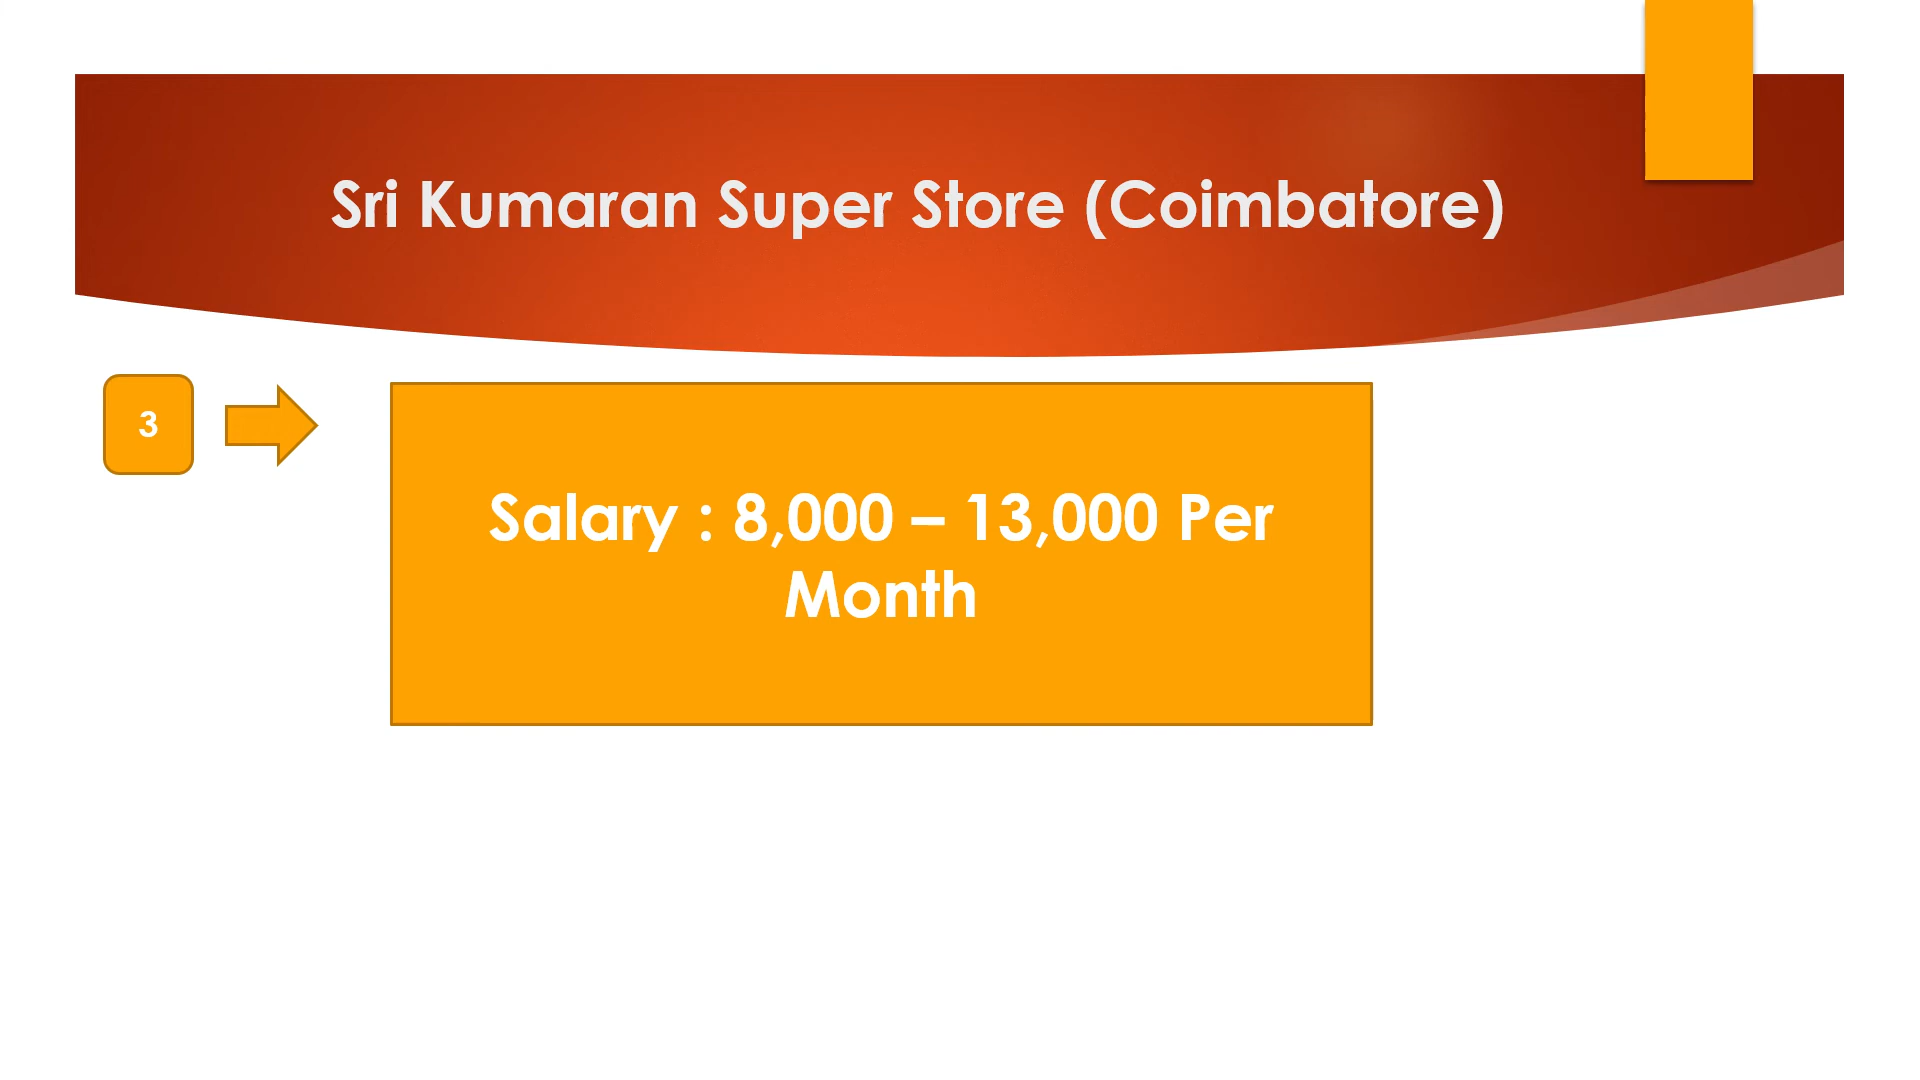 Sri Kumaran Super Store (Coimbatore)
3
Salary : 8,000 – 13,000 Per
Month